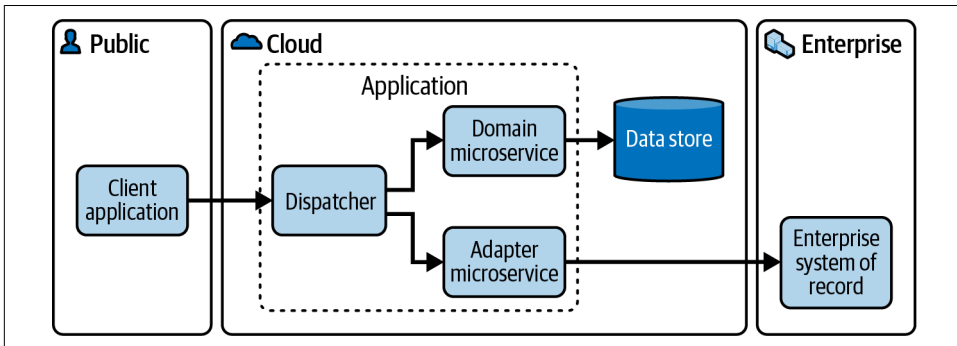 Public
Cloud
Enterprise
Application
Domain
microservice
Data store
Client
application
Dispatcher
Adapter
microservice
Enterprise
system of
record